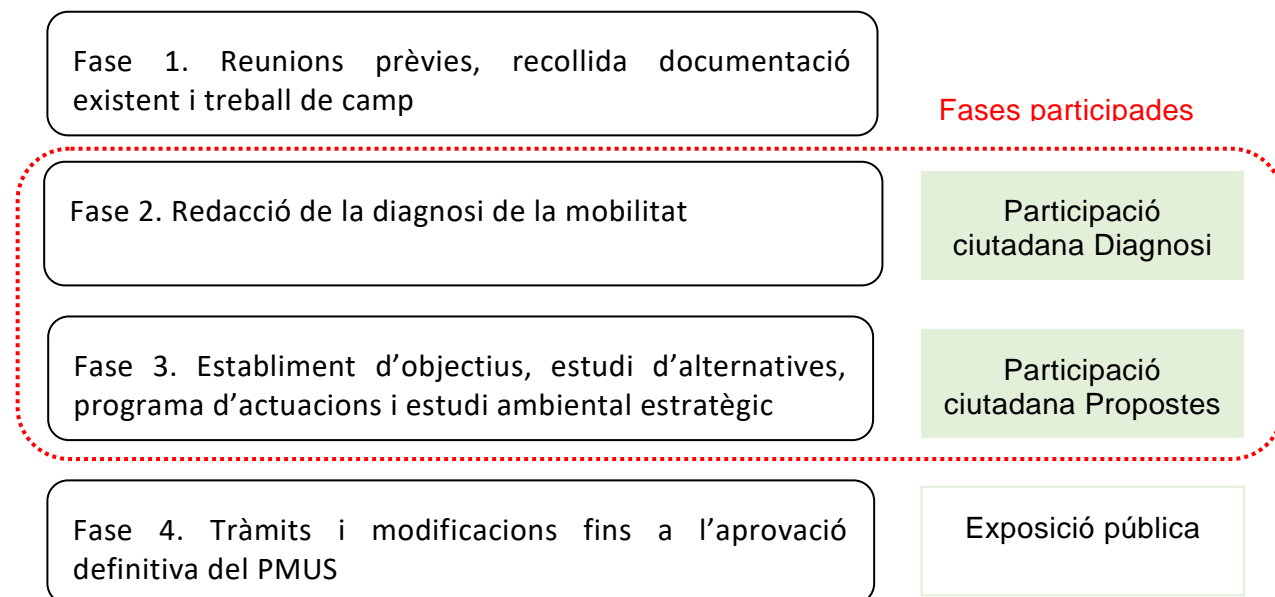 Fase 1. Reunions prèvies, recollida documentació
existent i treball de camp
Fases participades
Fase 2. Redacció de la diagnosi de la mobilitat
Participació
ciutadana Diagnosi
Fase 3. Establiment d’objectius, estudi d’alternatives,
programa d’actuacions i estudi ambiental estratègic
Participació
ciutadana Propostes
Fase 4. Tràmits i modificacions fins a l’aprovació
definitiva del PMUS
Exposició pública